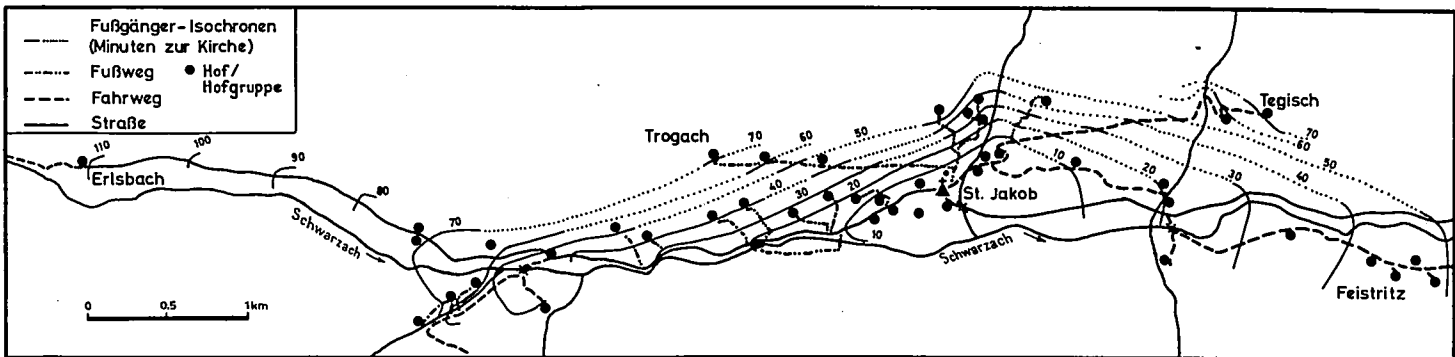 Fußgänger-Isochronen
(Minuten zur Kirche)
Fußweg
Hof/
Hofgruppe
Fahrweg
Straße
0 0.5 1km
110
100
90
80
70
Erlsbach
Schwarzach
Trogach
70
60
50
40
30
20
10
St. Jakob
Schwarzach
10
20
30
40
50
60
70
Tegisch
Feistritz